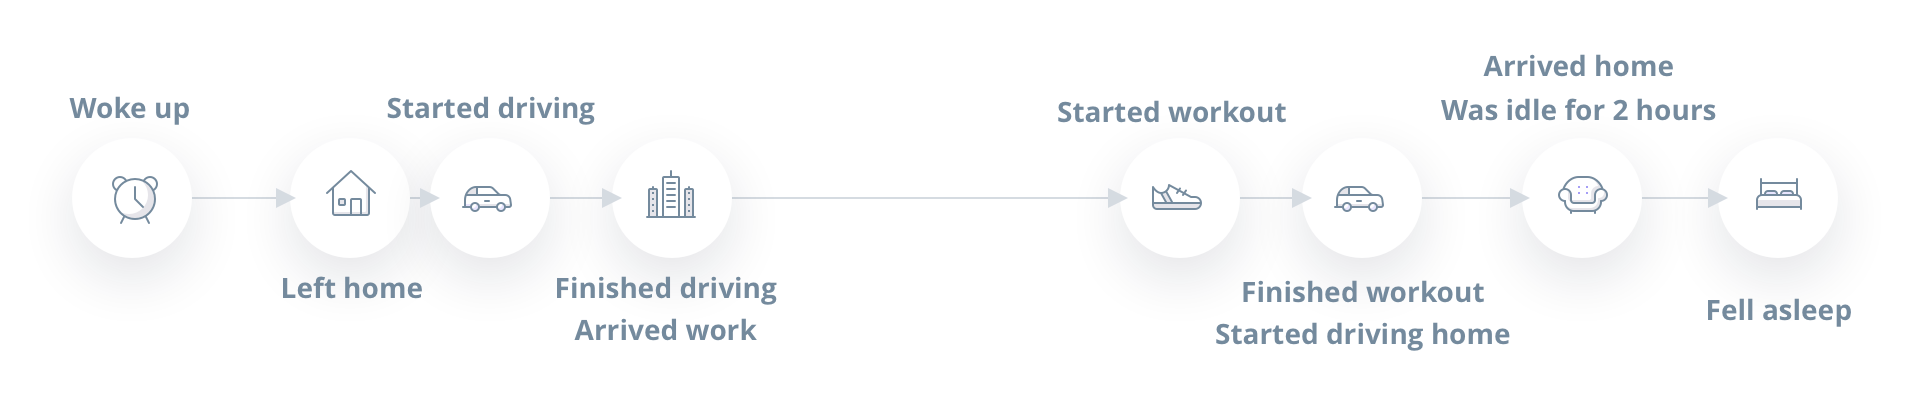 Woke up
Left home
Started driving
Finished driving
Arrived work
Started workout
Finished workout
Started driving home
Arrived home
Was idle for 2 hours
Fell asleep